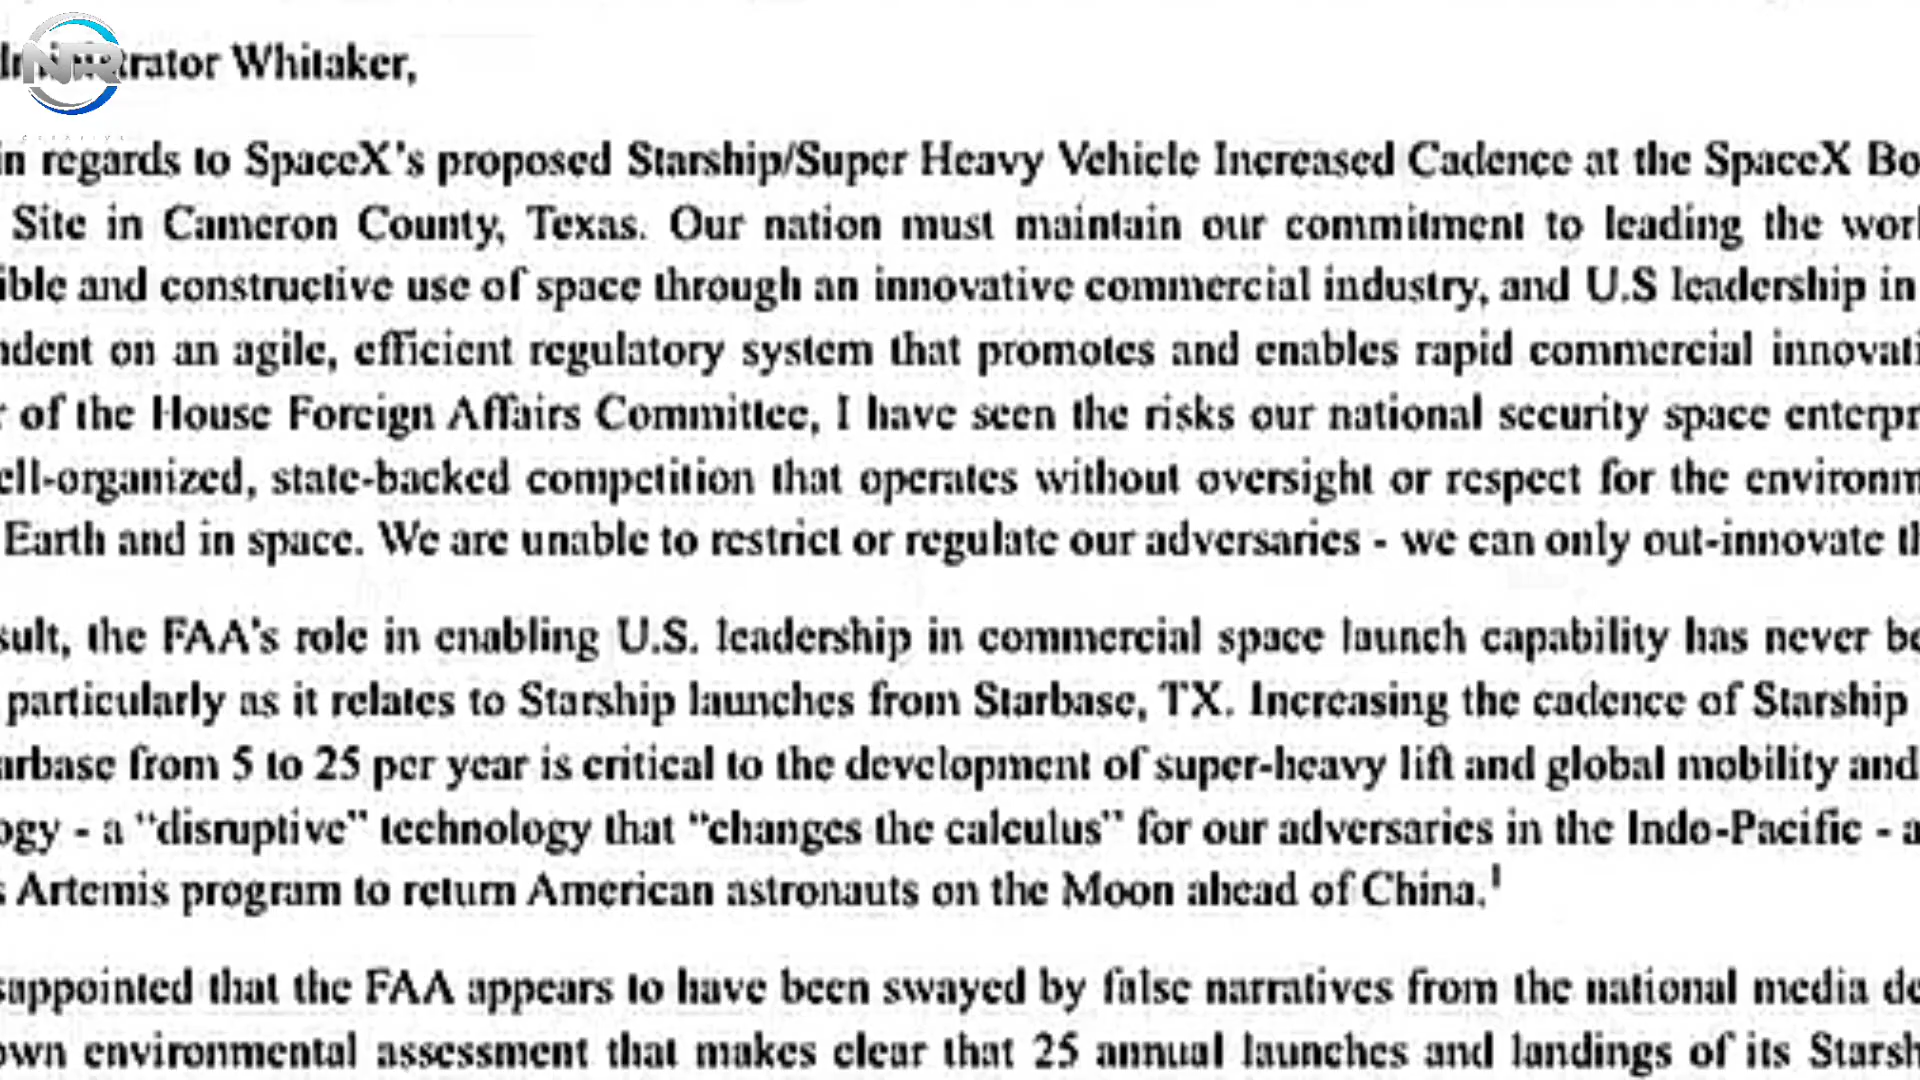 NR
CREATIVE
Administrator Whitaker,
in regards to SpaceX's proposed Starship/Super Heavy Vehicle Increased Cadence at the SpaceX Bo
Site in Cameron County, Texas. Our nation must maintain our commitment to leading the worl
ible and constructive use of space through an innovative commercial industry, and U.S leadership in
ndent on an agile, efficient regulatory system that promotes and enables rapid commercial innovati
r of the House Foreign Affairs Committee, I have seen the risks our national security space enterpr
ell-organized, state-backed competition that operates without oversight or respect for the environm
Earth and in space. We are unable to restrict or regulate our adversaries - we can only out-innovate th
sult, the FAA's role in enabling U.S. leadership in commercial space launch capability has never be
particularly as it relates to Starship launches from Starbase, TX. Increasing the cadence of Starship
arbase from 5 to 25 per year is critical to the development of super-heavy lift and global mobility and
ogy - a “disruptive” technology that “changes the calculus” for our adversaries in the Indo-Pacific - a
s Artemis program to return American astronauts on the Moon ahead of China.¹
sappointed that the FAA appears to have been swayed by false narratives from the national media de
own environmental assessment that makes clear that 25 annual launches and landings of its Starsh